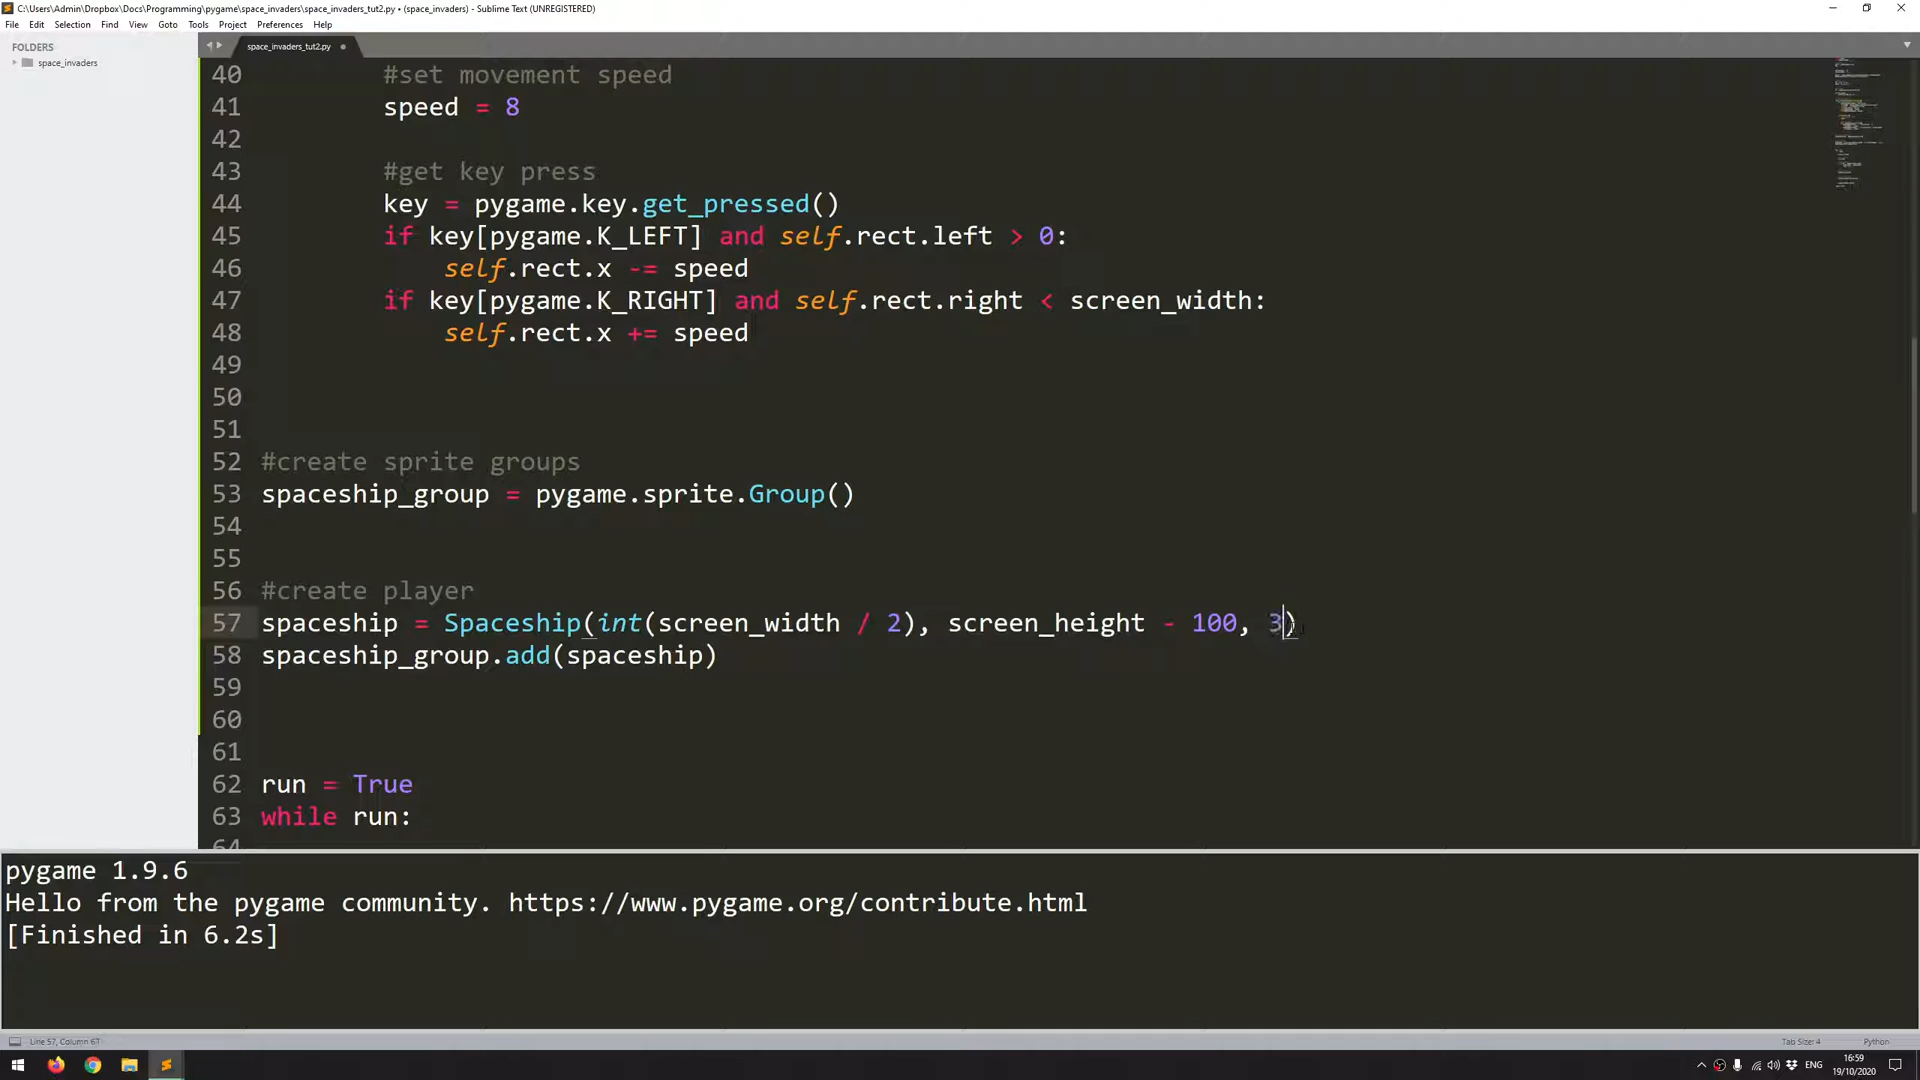 C:\Users\Admin\Dropbox\Docs\Programming\pygame\space_invaders\space_invaders_tut2.py • (space_invaders) - Sublime Text (UNREGISTERED)
File Edit Selection Find View Goto Tools Project Preferences Help
FOLDERS
space_invaders
space_invaders_tut2.py
40 #set movement speed
41 speed = 8
42
43 #get key press
44 key = pygame.key.get_pressed()
45 if key[pygame.K_LEFT] and self.rect.left > 0:
46 self.rect.x -= speed
47 if key[pygame.K_RIGHT] and self.rect.right < screen_width:
48 self.rect.x += speed
49
50
51
52 #create sprite groups
53 spaceship_group = pygame.sprite.Group()
54
55
56 #create player
57 spaceship = Spaceship(int(screen_width / 2), screen_height - 100, 3)
58 spaceship_group.add(spaceship)
59
60
61
62 run = True
63 while run:
64
pygame 1.9.6
Hello from the pygame community. https://www.pygame.org/contribute.html
[Finished in 6.2s]
Line 57, Column 67
Tab Size: 4
Python
ENG
16:59
19/10/2020